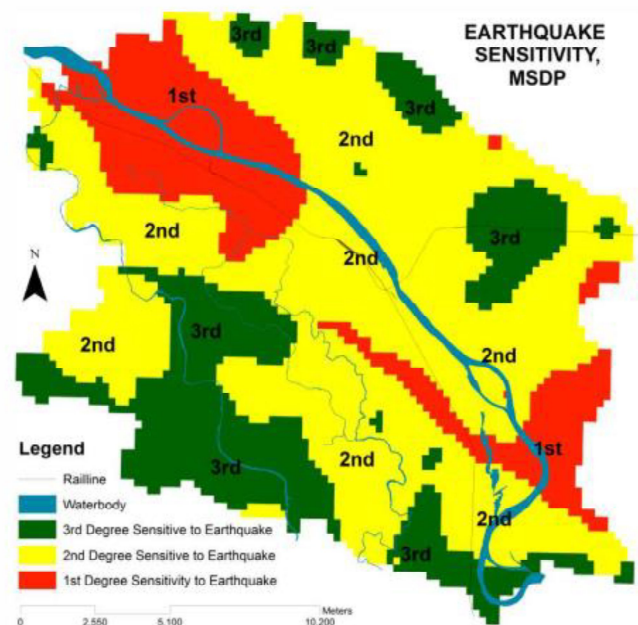 EARTHQUAKE
SENSITIVITY,
MSDP
3rd
3rd
3rd
1st
2nd
2nd
3rd
2nd
N
3rd
2nd
2nd
1st
2nd
3rd
2nd
3rd
Legend
Railline
Waterbody
3rd Degree Sensitive to Earthquake
2nd Degree Sensitive to Earthquake
1st Degree Sensitivity to Earthquake
Meters
0 2.550 5.100 10.200